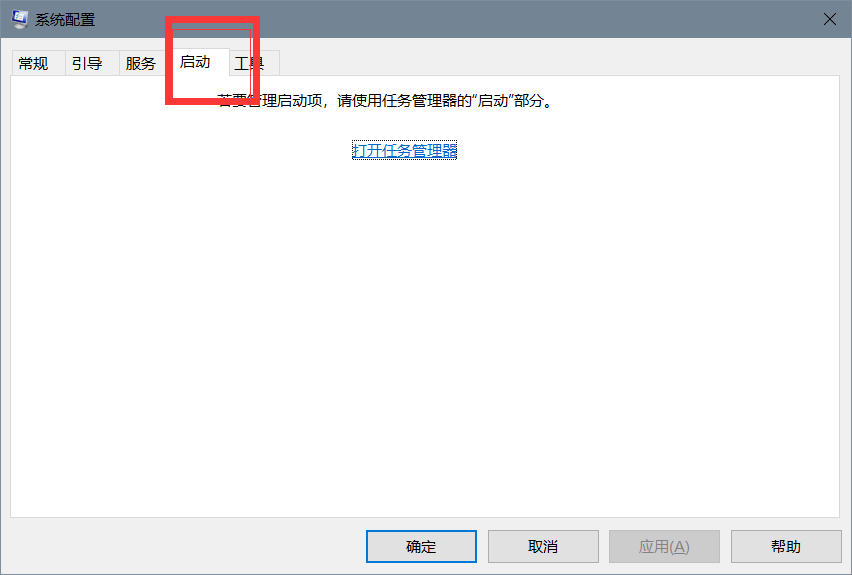 系统配置
常规 引导 服务 启动 工具
若要管理启动项，请使用任务管理器的“启动”部分。
打开任务管理器
确定 取消 应用(A) 帮助